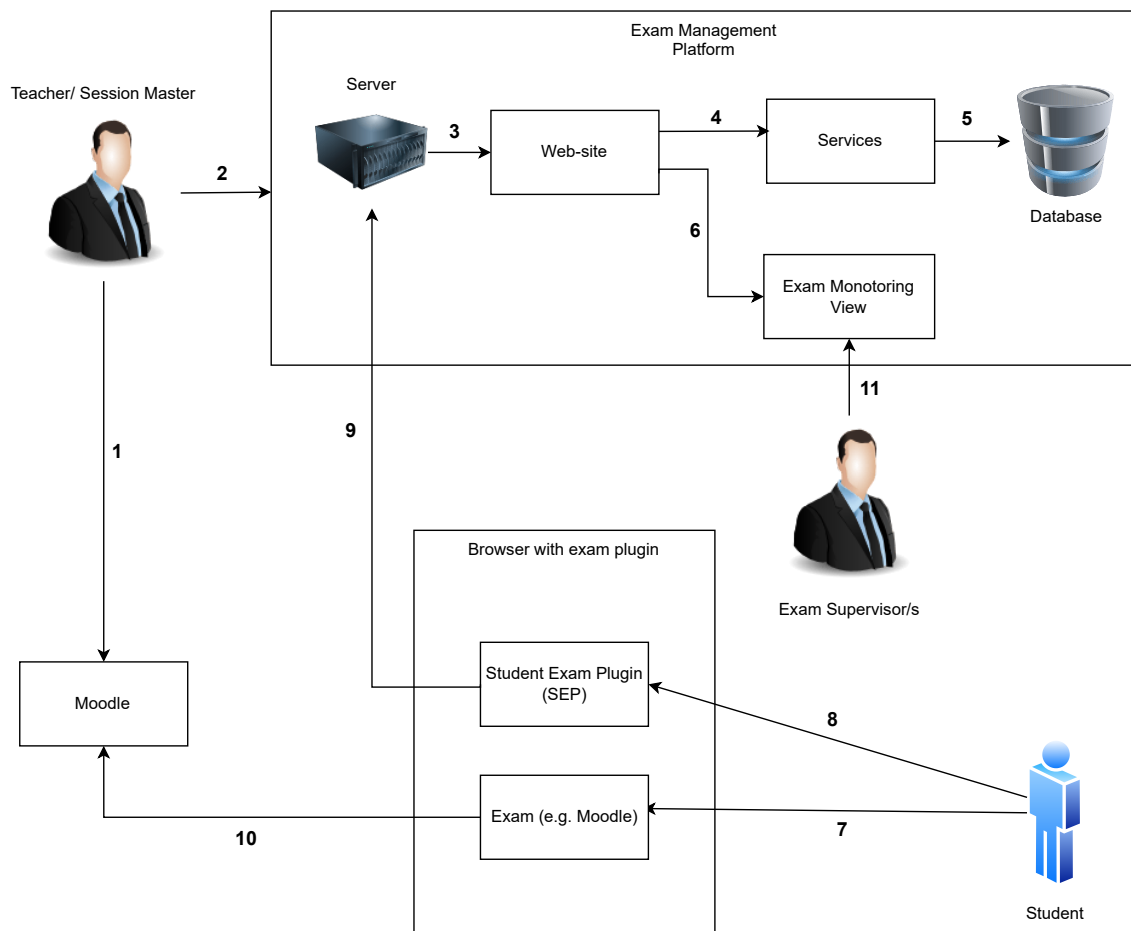 Exam Management
Platform
Teacher/ Session Master
Server
Web-site
Services
Database
Exam Monotoring
View
1
2
3
4
5
6
11
9
Exam Supervisor/s
Browser with exam plugin
Student Exam Plugin
(SEP)
Moodle
8
Exam (e.g. Moodle)
7
10
Student